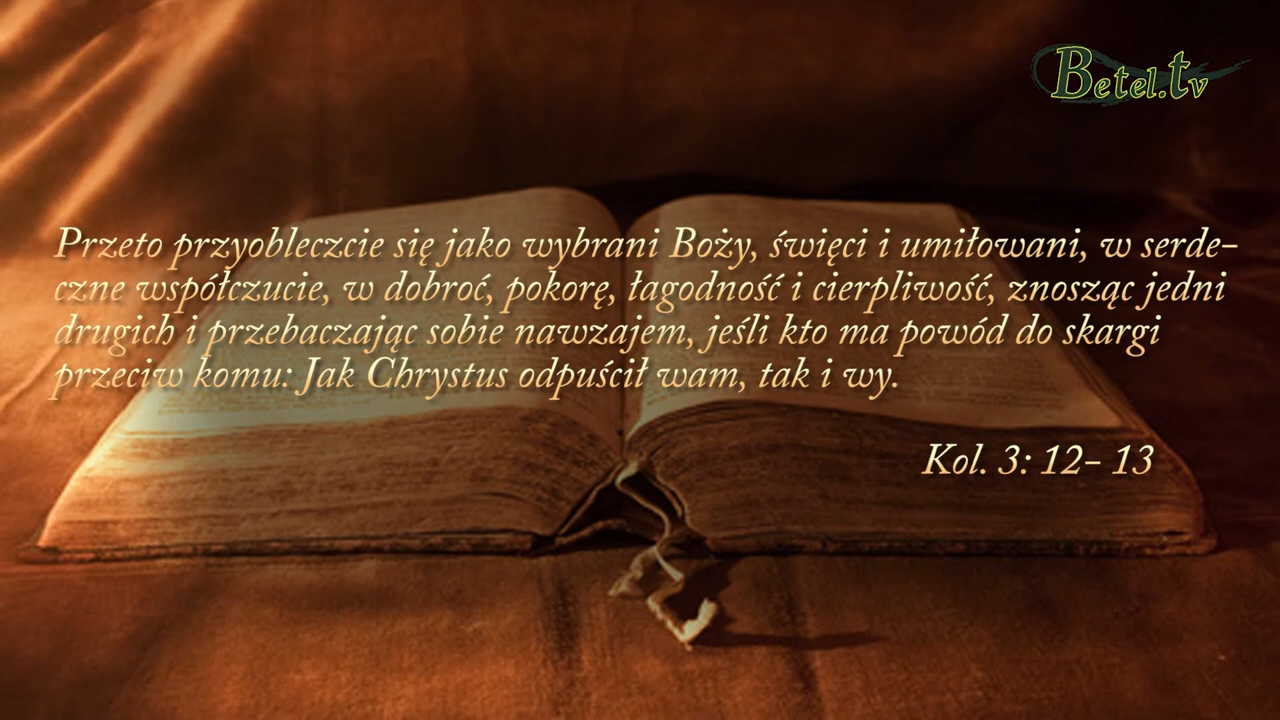 Betel.tv
Przeto przyobleczcie się jako wybrani Boży, święci i umiłowani, w serde-
czne współczucie, w dobroć, pokorę, łagodność i cierpliwość, znosząc jedni
drugich i przebaczając sobie nawzajem, jeśli kto ma powód do skargi
przeciw komu: Jak Chrystus odpuścił wam, tak i wy.
Kol. 3: 12- 13